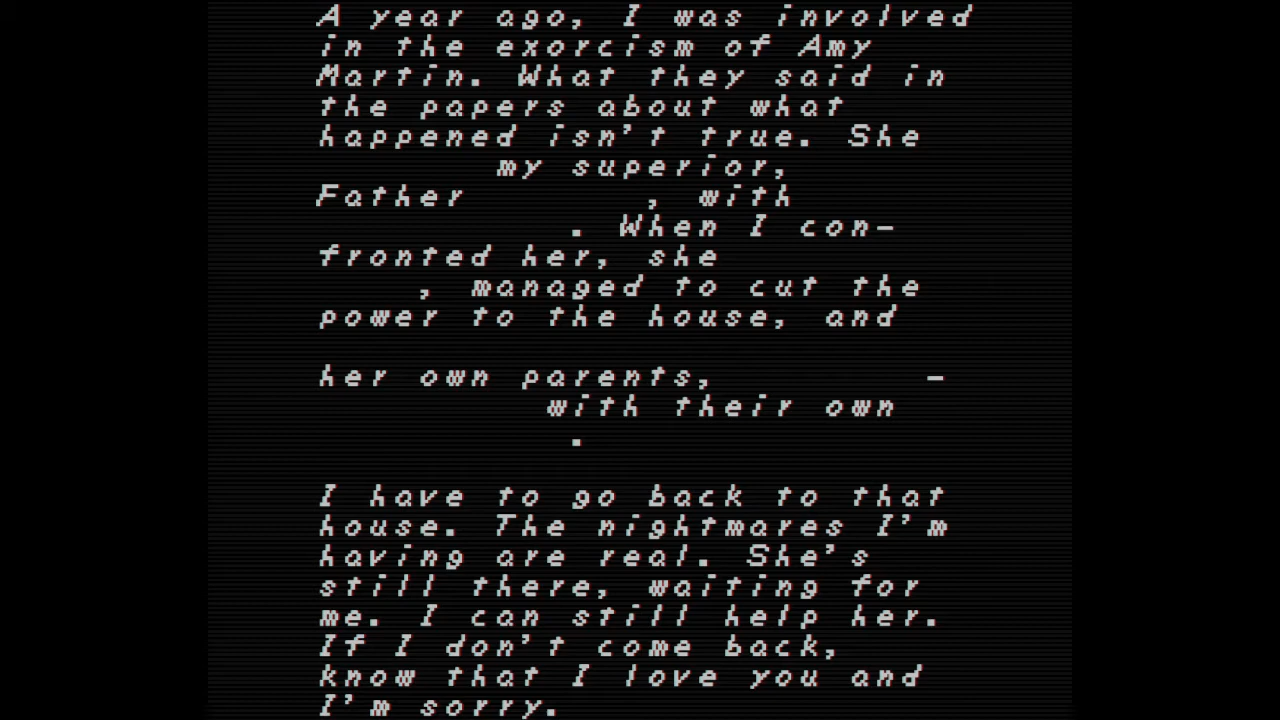 A year ago, I was involved
in the exorcism of Amy
Martin. What they said in
the papers about what
happened isn't true. She
my superior,
Father , with
. When I con-
fronted her, she
, managed to cut the
power to the house, and
her own parents, -
with their own
.
I have to go back to that
house. The nightmares I'm
having are real. She's
still there, waiting for
me. I can still help her.
If I don't come back,
know that I love you and
I'm sorry.